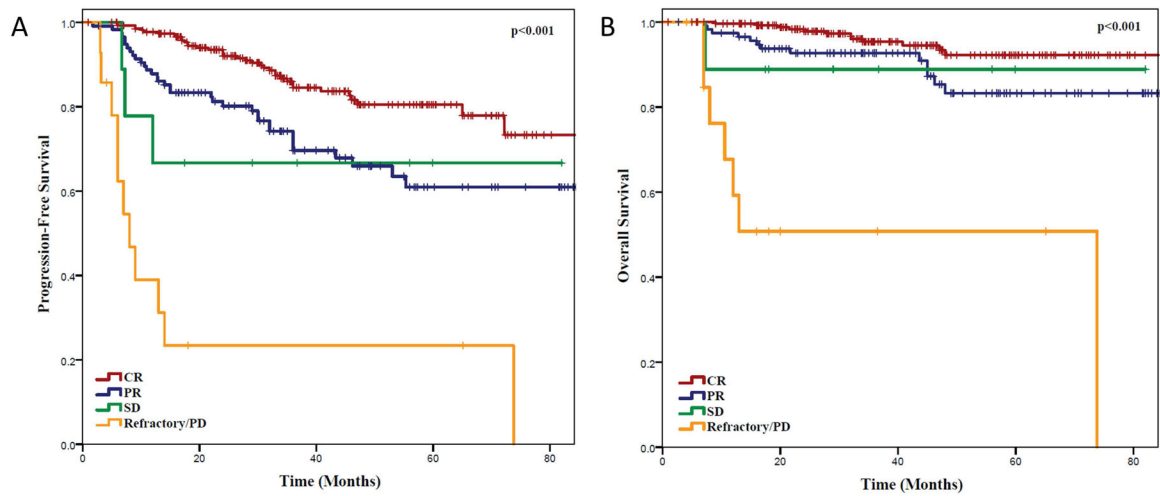 A
p<0.001
Progression-Free Survival
1.0
0.8
0.6
0.4
0.2
0.0
CR
PR
SD
Refractory/PD
0 20 40 60 80
Time (Months)
B
p<0.001
Overall Survival
1.0
0.8
0.6
0.4
0.2
0.0
CR
PR
SD
Refractory/PD
0 20 40 60 80
Time (Months)